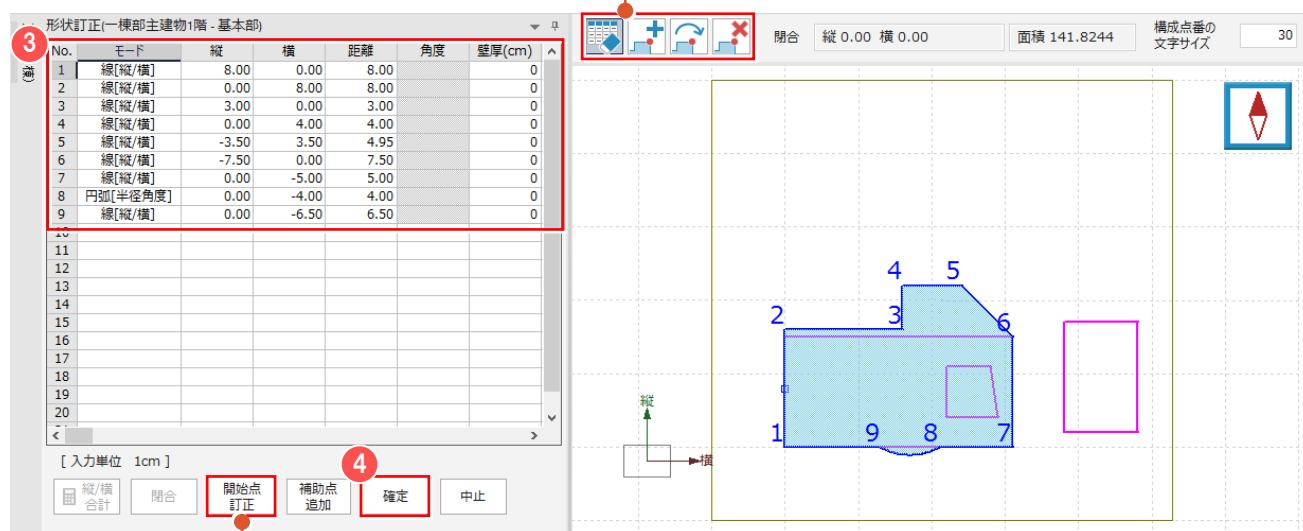 形状訂正(一棟部主建物1階 - 基本部)
3
横)
No. モード 縦 横 距離 角度 壁厚(cm)
1 線[縦/横] 8.00 0.00 8.00 0
2 線[縦/横] 0.00 8.00 8.00 0
3 線[縦/横] 3.00 0.00 3.00 0
4 線[縦/横] 0.00 4.00 4.00 0
5 線[縦/横] -3.50 3.50 4.95 0
6 線[縦/横] -7.50 0.00 7.50 0
7 線[縦/横] 0.00 -5.00 5.00 0
8 円弧[半径角度] 0.00 -4.00 4.00 0
9 線[縦/横] 0.00 -6.50 6.50 0
10
11
12
13
14
15
16
17
18
19
20
[ 入力単位 1cm ]
4
縦/横
合計
閉合
開始点
訂正
補助点
追加
確定
中止
閉合 縦 0.00 横 0.00
面積 141.8244
構成点番の
文字サイズ
30
4 5
2 3 6
1 9 8 7
縦
横